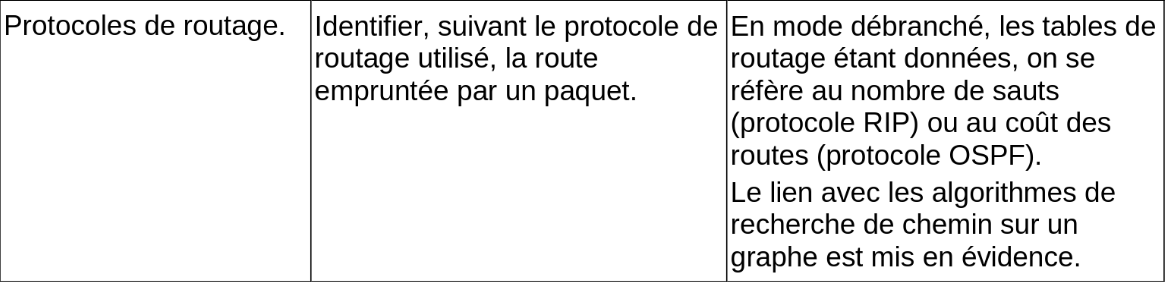 Protocoles de routage.
Identifier, suivant le protocole de
routage utilisé, la route
empruntée par un paquet.
En mode débranché, les tables de
routage étant données, on se
réfère au nombre de sauts
(protocole RIP) ou au coût des
routes (protocole OSPF).
Le lien avec les algorithmes de
recherche de chemin sur un
graphe est mis en évidence.